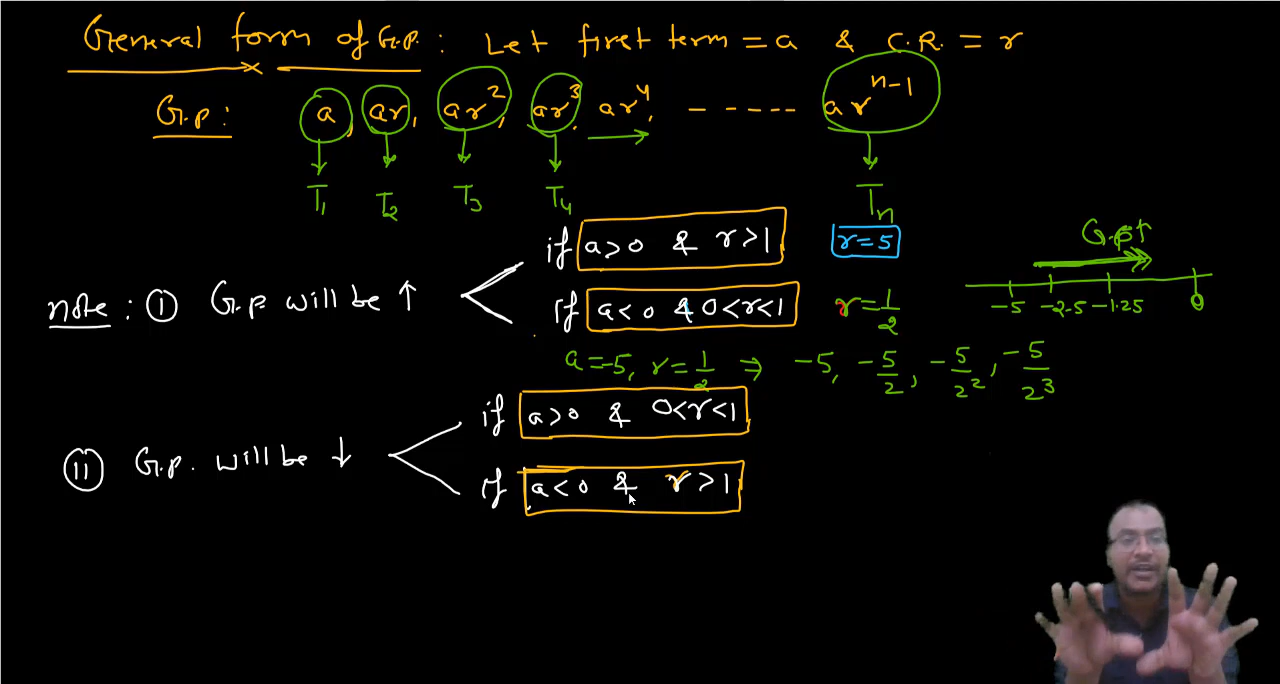 General form of G.P. : Let first term = a & C.R. = r
G.p: a, ar, ar², ar³, ar⁴, ------ ar^(n-1)
T₁ T₂ T₃ T₄ Tₙ
if a > 0 & r > 1 r = 5 G.p↑
note: (i) G.p will be ↑
if a < 0 & 0 < r < 1 r = 1/2 -5 -2.5 -1.25 0
a = -5, r = 1/2 ⇒ -5, -5/2, -5/2², -5/2³
if a > 0 & 0 < r < 1
(ii) G.p. will be ↓
if a < 0 & r > 1